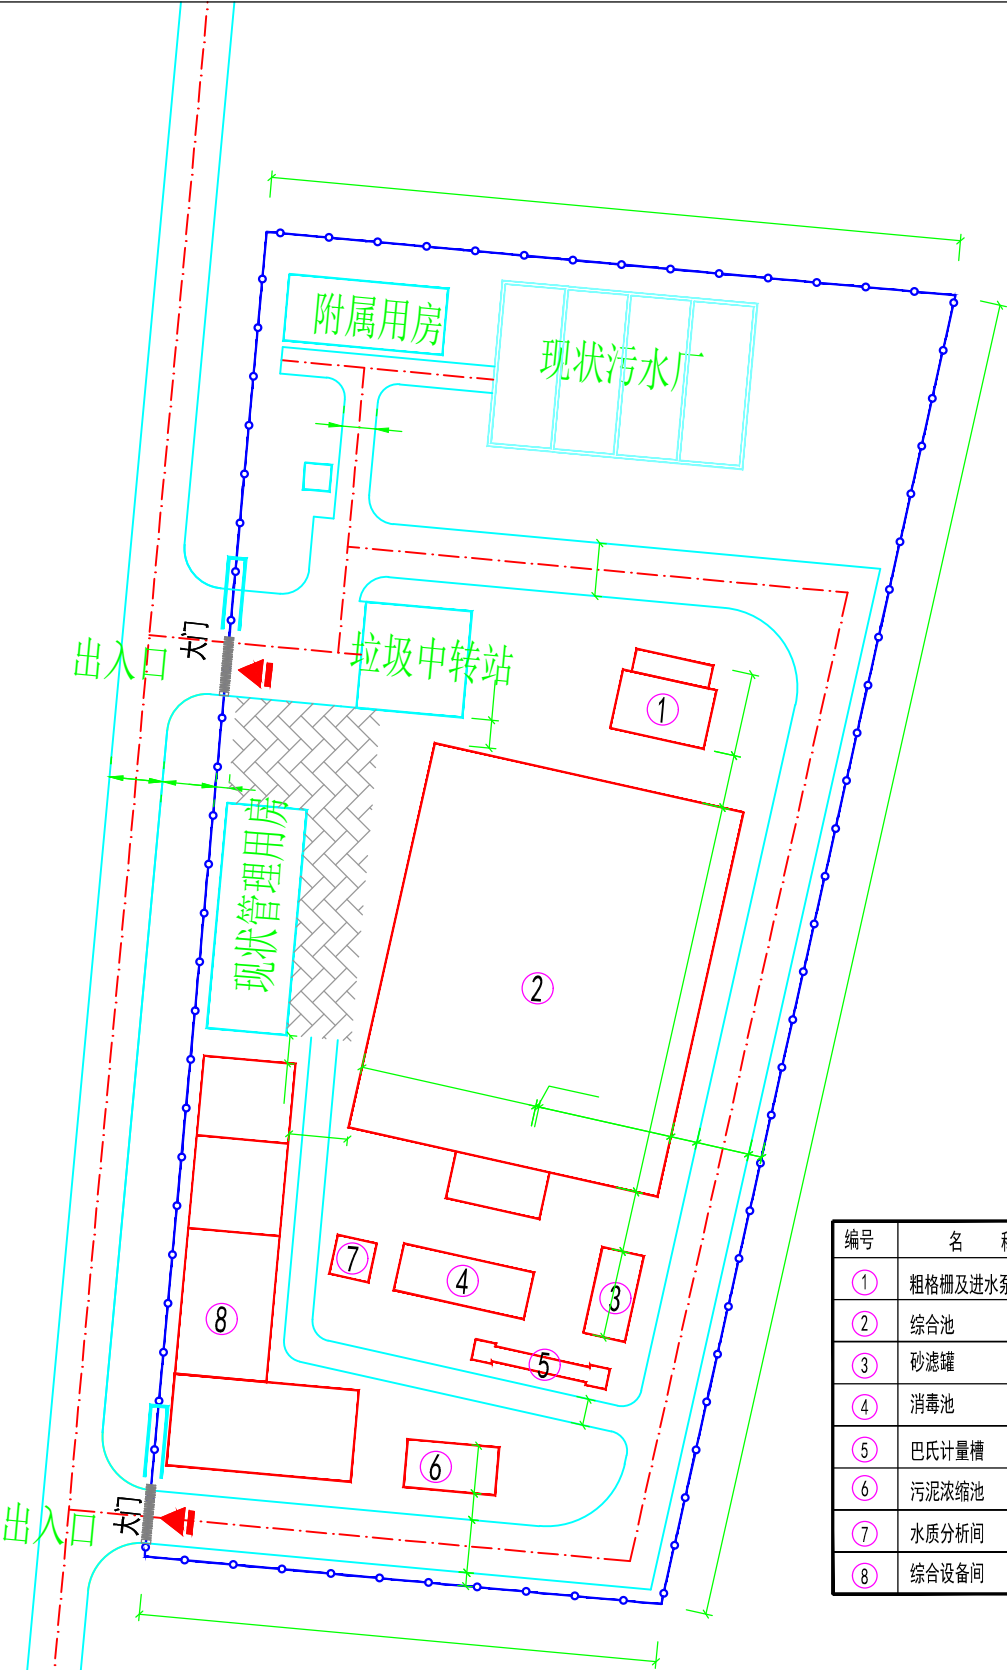 附属用房
现状污水厂
大门
出入口
垃圾中转站
1
现状管理用房
2
7
4
3
8
5
6
大门
出入口
编号 名
1 粗格栅及进水泵
2 综合池
3 砂滤罐
4 消毒池
5 巴氏计量槽
6 污泥浓缩池
7 水质分析间
8 综合设备间